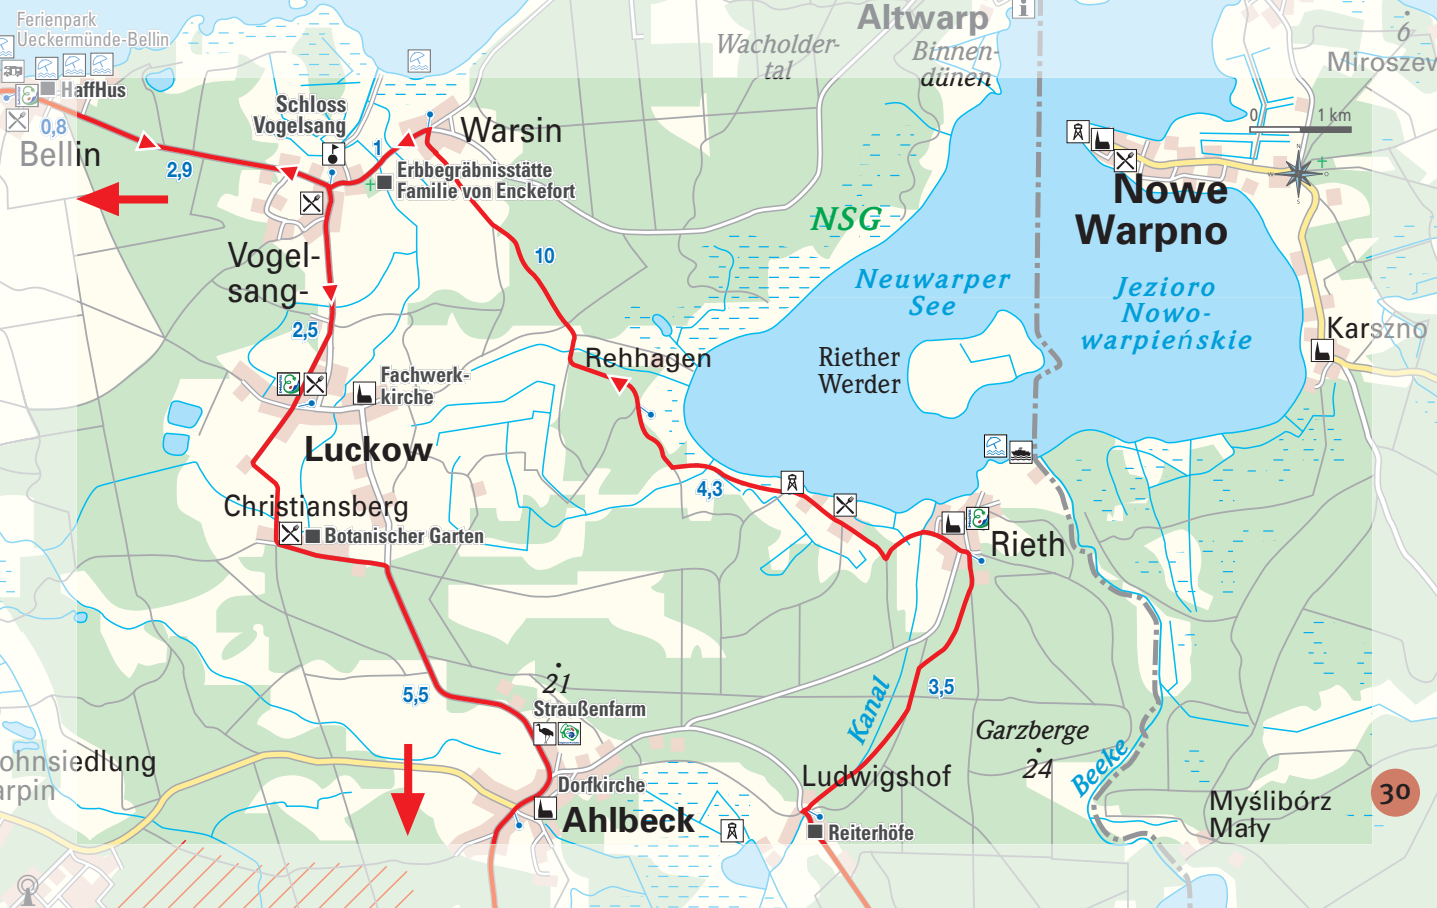 Ferienpark
Ueckermünde-Bellin
HaffHus
0,8
Bellin
2,9
Schloss
Vogelsang
1
Warsin
Erbbegräbnisstätte
Familie von Enckefort
Wacholder-
tal
Altwarp
Binnen-
dünen
i
6
Miroszew
0
1 km
N
W
O
S
Nowe
Warpno
NSG
10
Vogel-
sang-
2,5
Neuwarper
See
Jezioro
Nowo-
warpieńskie
Karszno
Rehhagen
Riether
Werder
Fachwerk-
kirche
Luckow
4,3
Christiansberg
Botanischer Garten
Rieth
21
5,5
Straußenfarm
Kanal
3,5
Garzberge
24
Beeke
ohnsiedlung
arpin
Dorfkirche
Ahlbeck
Ludwigshof
Reiterhöfe
Myślibórz
Mały
30